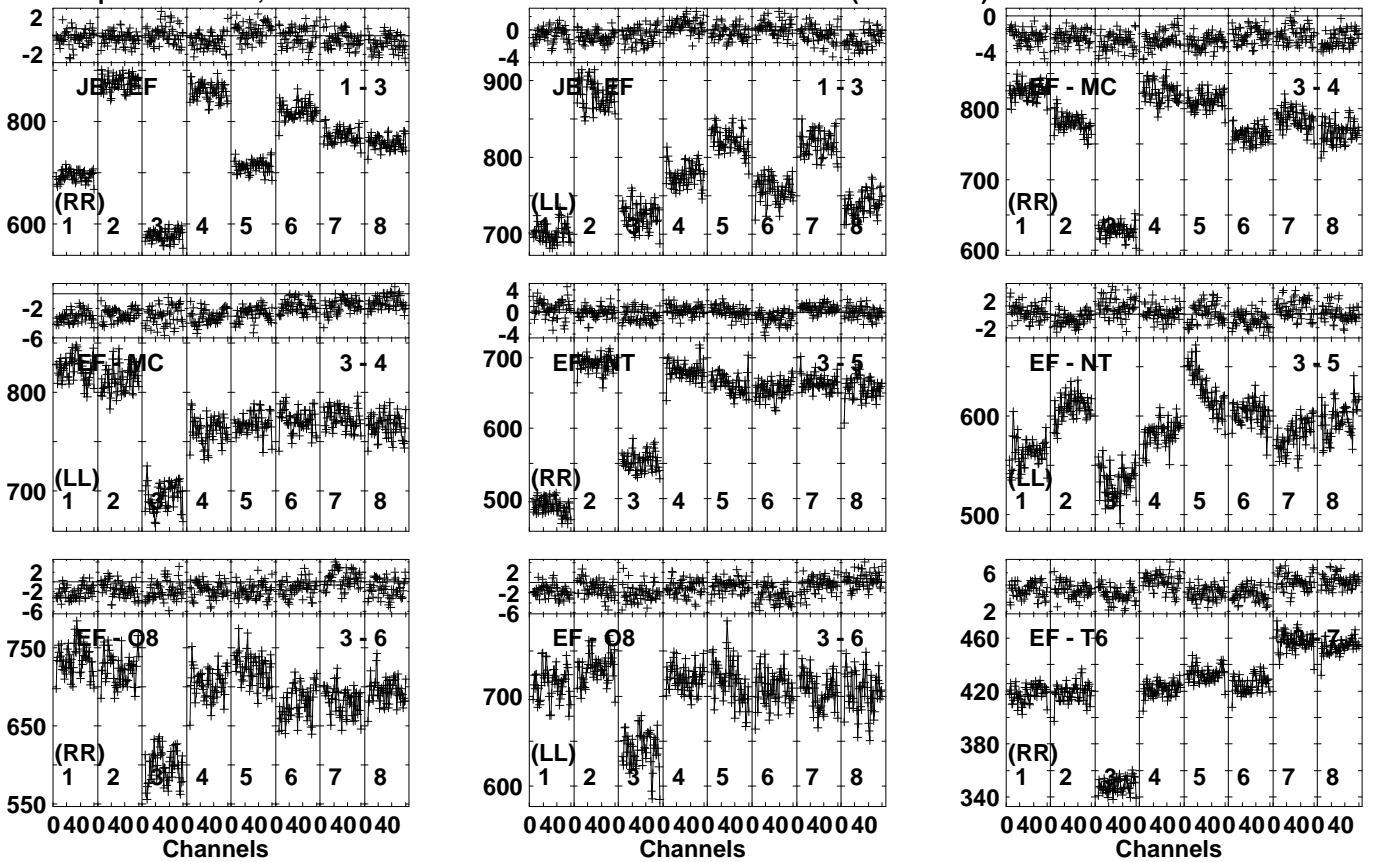 2
-2
JB - EF 1 - 3
800
(RR)
600
1 2 3 4 5 6 7 8
0
-4
900
JB - EF 1 - 3
800
(LL)
700
1 2 3 4 5 6 7 8
0
-4
EF - MC 3 - 4
800
700
(RR)
600
1 2 3 4 5 6 7 8
-2
-6
EF - MC 3 - 4
800
(LL)
700
1 2 3 4 5 6 7 8
4
0
-4
700
EF - NT 3 - 5
600
(RR)
500
1 2 3 4 5 6 7 8
2
-2
EF - NT 3 - 5
600
(LL)
500
1 2 3 4 5 6 7 8
2
-2
-6
750
EF - O8 3 - 6
650
(RR)
550
1 2 3 4 5 6 7 8
0 40 0 40 0 40 0 40 0 40 0 40 0 40 0 40
Channels
2
-2
-6
EF - O8 3 - 6
700
(LL)
600
1 2 3 4 5 6 7 8
0 40 0 40 0 40 0 40 0 40 0 40 0 40 0 40
Channels
6
2
460
EF - T6 3 - 7
420
380
(RR)
340
1 2 3 4 5 6 7 8
0 40 0 40 0 40 0 40 0 40 0 40 0 40 0 40
Channels